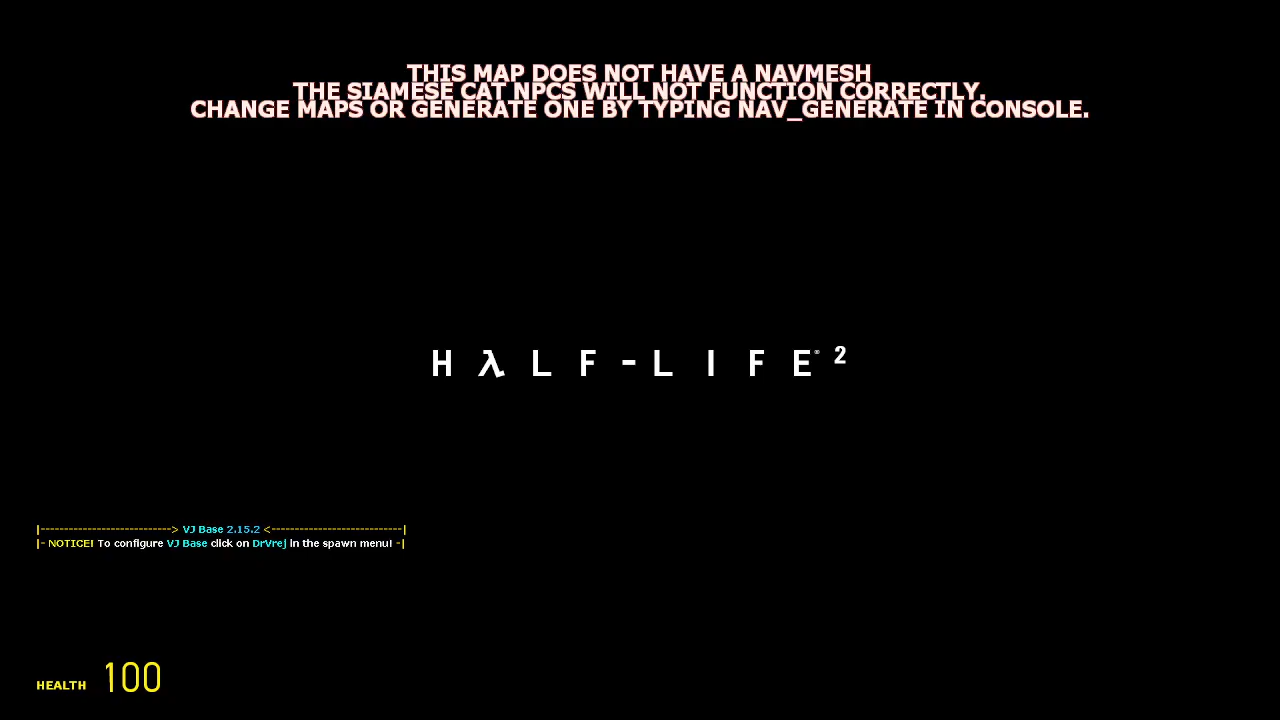 THIS MAP DOES NOT HAVE A NAVMESH
THE SIAMESE CAT NPCS WILL NOT FUNCTION CORRECTLY.
CHANGE MAPS OR GENERATE ONE BY TYPING NAV_GENERATE IN CONSOLE.
HλLF-LIFE® 2
|----------------------------> VJ Base 2.15.2 <----------------------------|
|- NOTICE! To configure VJ Base click on DrVrej in the spawn menu! -|
HEALTH 100